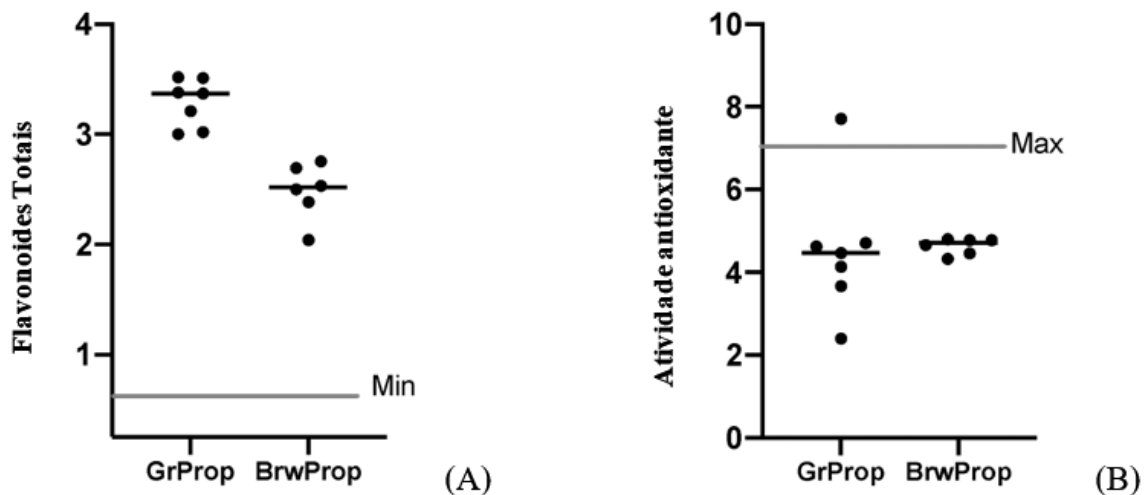 Flavonoides Totais
4
3
2
1
Min
GrProp BrwProp
(A)
Atividade antioxidante
10
8
6
4
2
0
Max
GrProp BrwProp
(B)